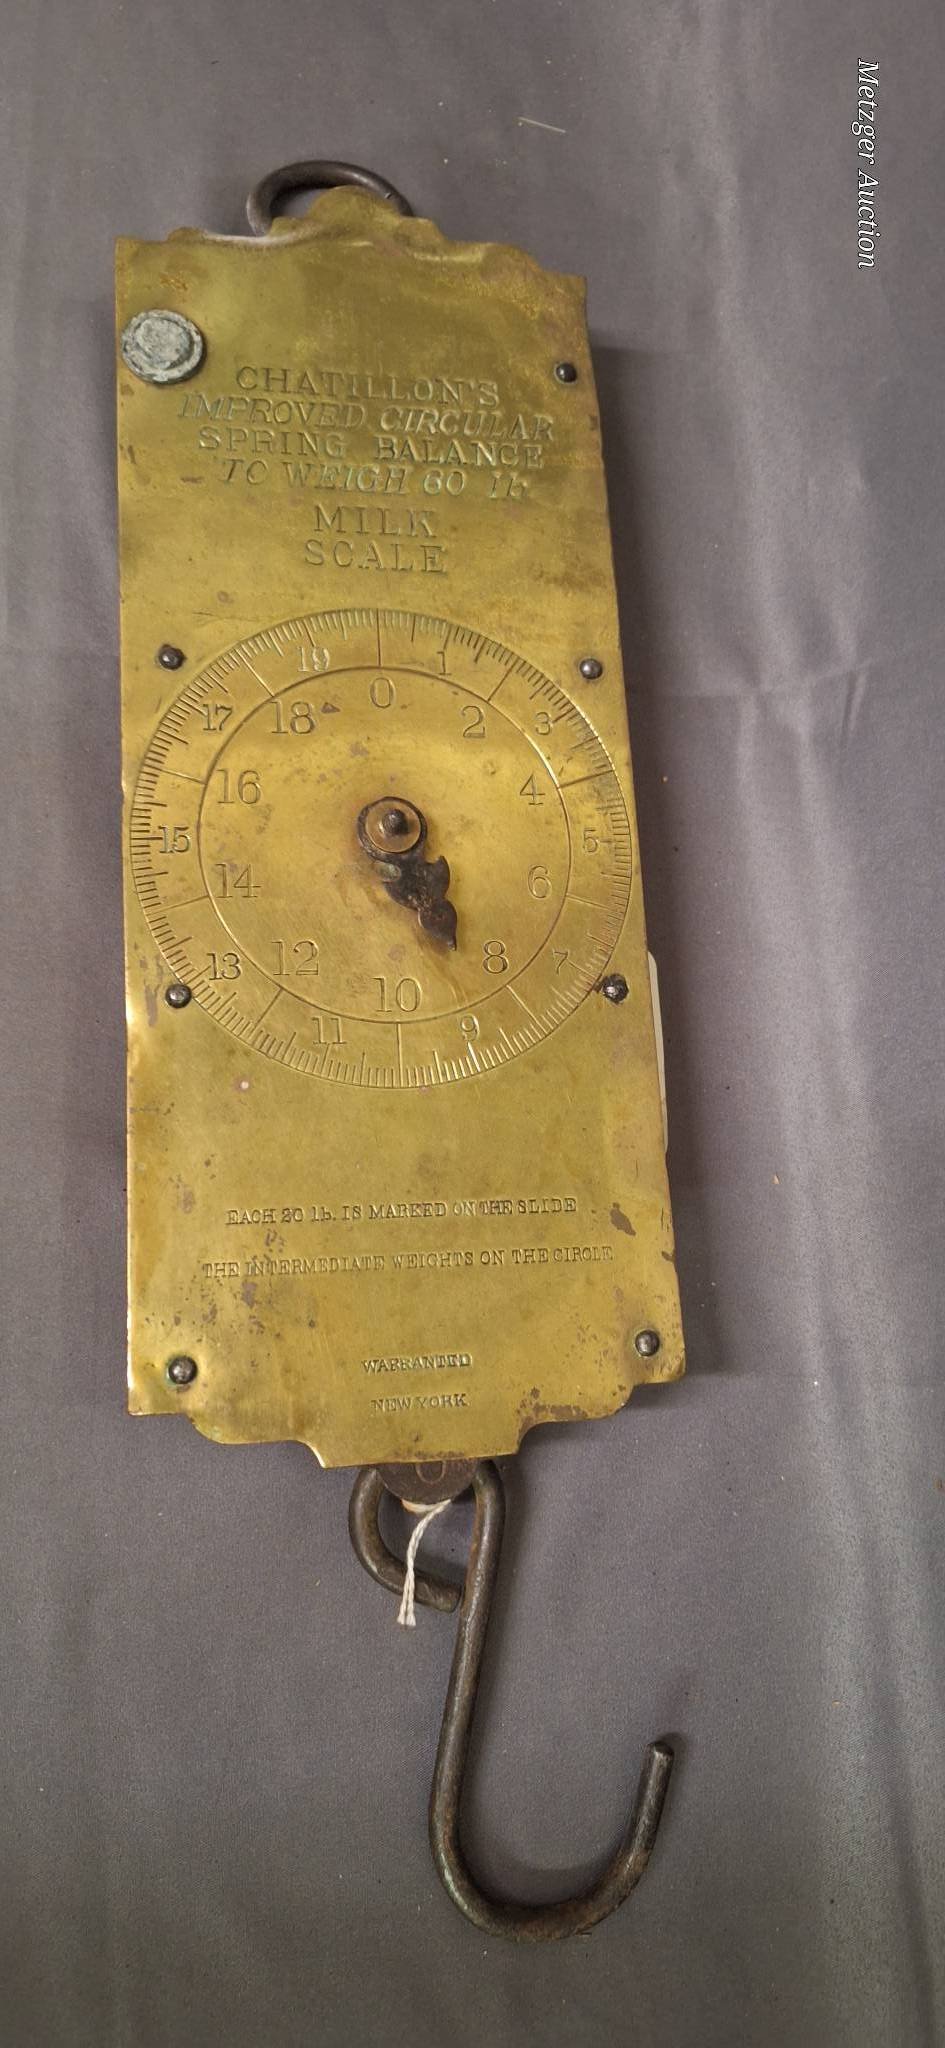 Metzger Auction
CHATILLON'S
IMPROVED CIRCULAR
SPRING BALANCE
TO WEIGH 60 lb.
MILK
SCALE
0
1
2
3
4
5
6
7
8
9
10
11
12
13
14
15
16
17
18
19
EACH 20 lb. IS MARKED ON THE SLIDE
THE INTERMEDIATE WEIGHTS ON THE CIRCLE
WARRANTED
NEW YORK
0